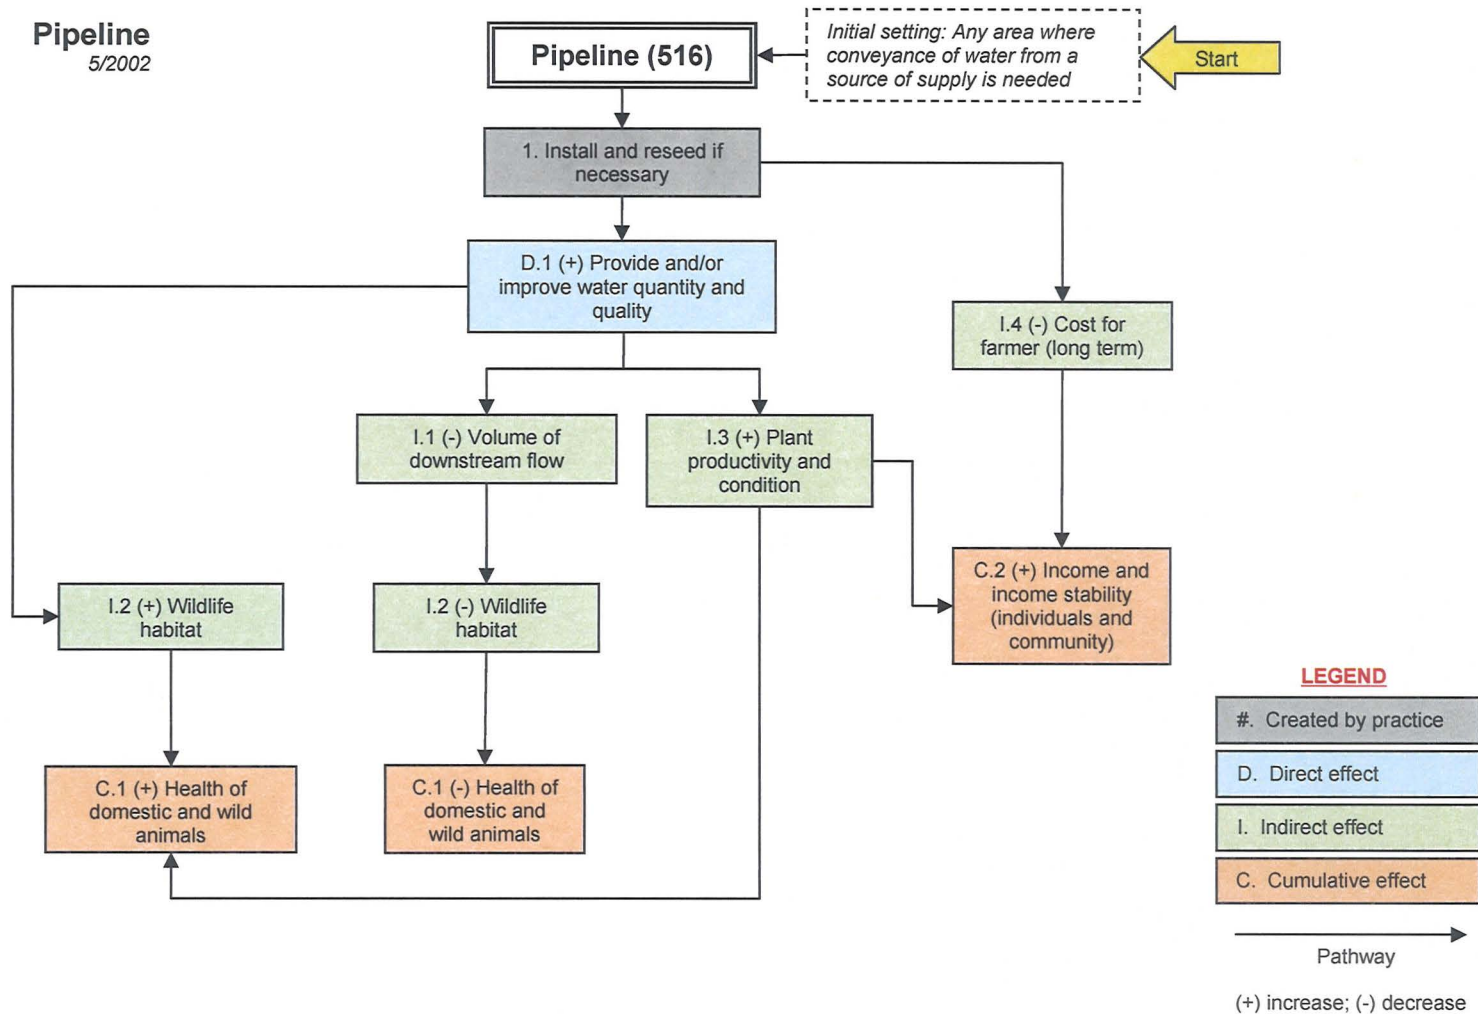 Pipeline
5/2002
Pipeline (516)
Initial setting: Any area where
conveyance of water from a
source of supply is needed
Start
1. Install and reseed if
necessary
D.1 (+) Provide and/or
improve water quantity and
quality
I.4 (-) Cost for
farmer (long term)
I.1 (-) Volume of
downstream flow
I.3 (+) Plant
productivity and
condition
I.2 (+) Wildlife
habitat
I.2 (-) Wildlife
habitat
C.2 (+) Income and
income stability
(individuals and
community)
C.1 (+) Health of
domestic and wild
animals
C.1 (-) Health of
domestic and
wild animals
LEGEND
#. Created by practice
D. Direct effect
I. Indirect effect
C. Cumulative effect
Pathway
(+) increase; (-) decrease